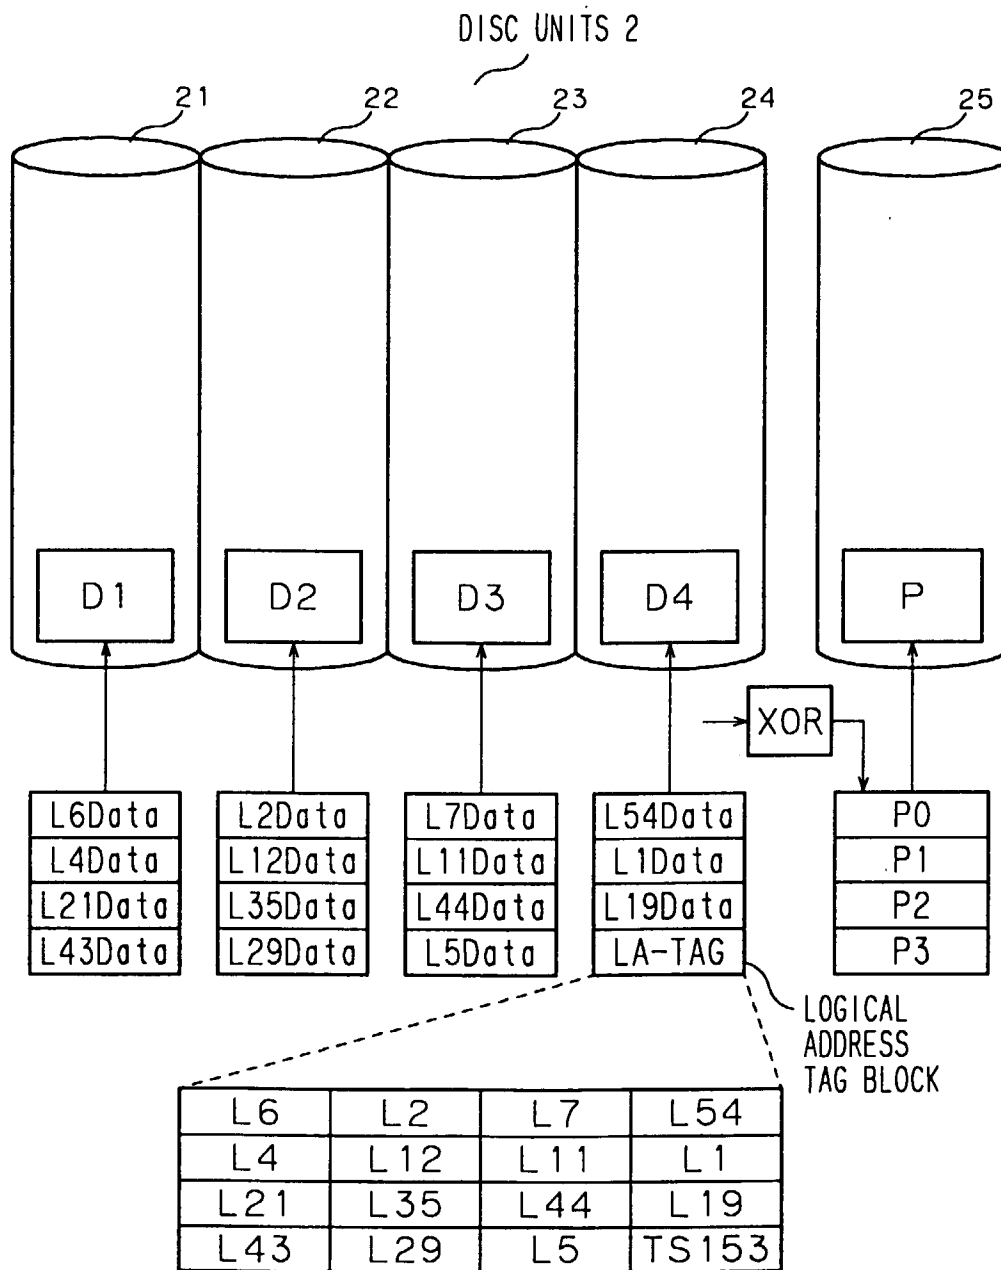 DISC UNITS 2
21 22 23 24 25
D1 D2 D3 D4 P
XOR
L6Data L2Data L7Data L54Data P0
L4Data L12Data L11Data L1Data P1
L21Data L35Data L44Data L19Data P2
L43Data L29Data L5Data LA-TAG P3
LOGICAL
ADDRESS
TAG BLOCK
L6 L2 L7 L54
L4 L12 L11 L1
L21 L35 L44 L19
L43 L29 L5 TS153